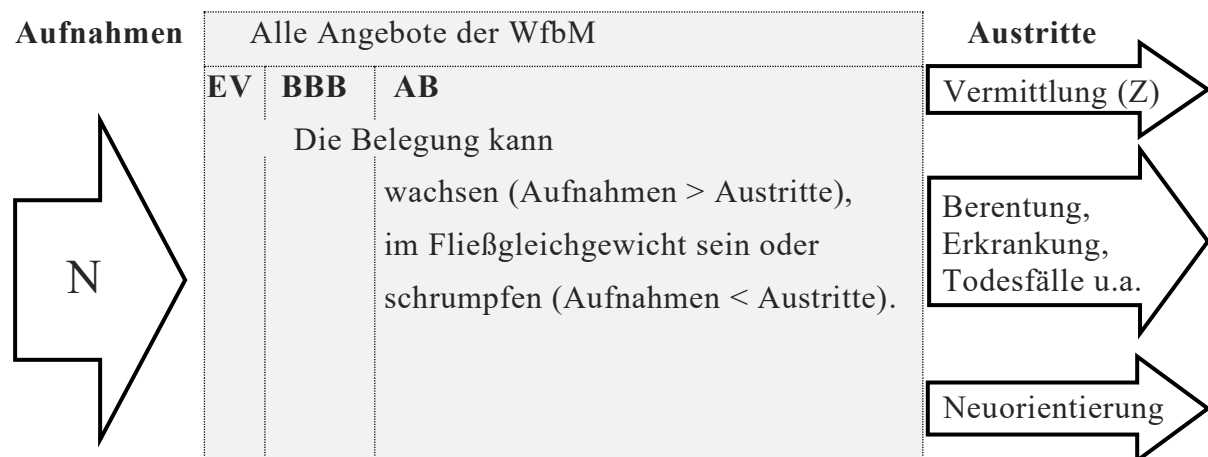 Aufnahmen
Alle Angebote der WfbM
Austritte
EV BBB AB
Vermittlung (Z)
Die Belegung kann
wachsen (Aufnahmen > Austritte),
im Fließgleichgewicht sein oder
schrumpfen (Aufnahmen < Austritte).
N
Berentung,
Erkrankung,
Todesfälle u.a.
Neuorientierung